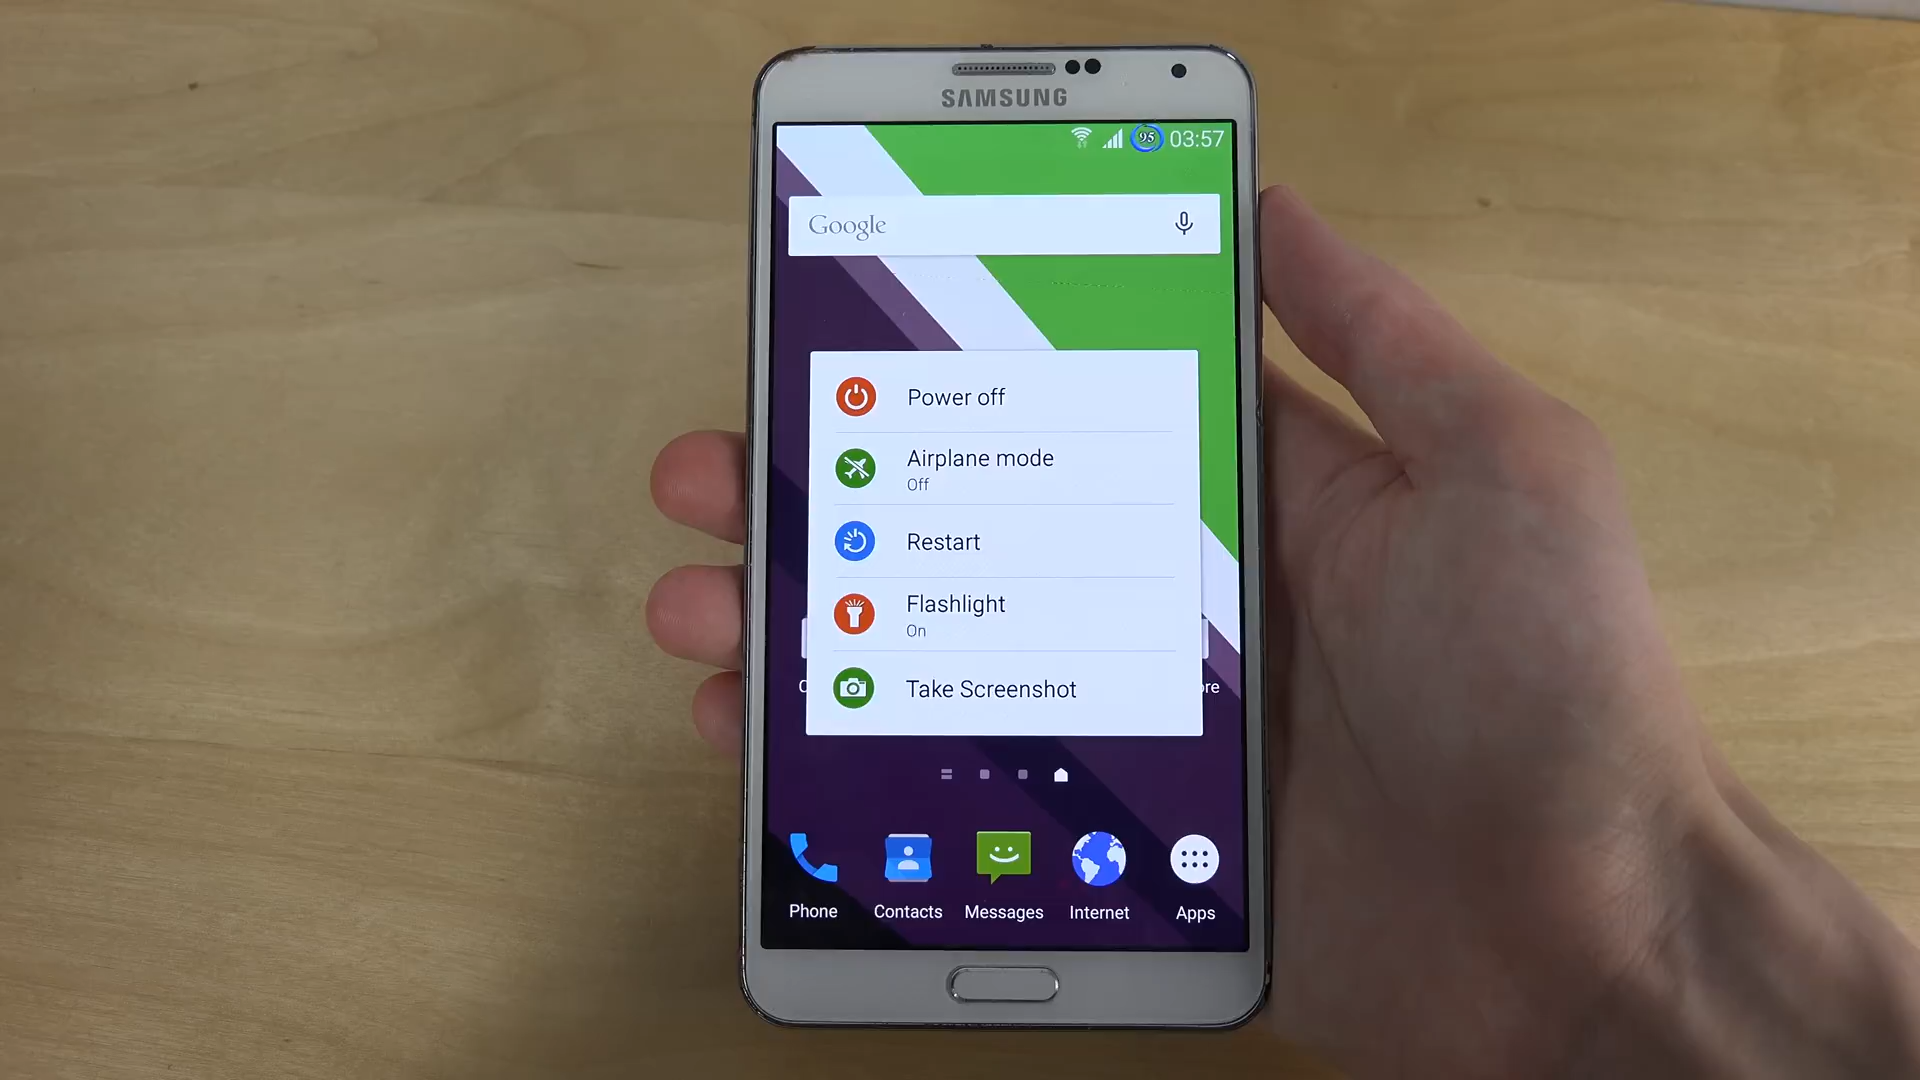 SAMSUNG
95 03:57
Google
Power off
Airplane mode
Off
Restart
Flashlight
On
Take Screenshot
Phone
Contacts
Messages
Internet
Apps